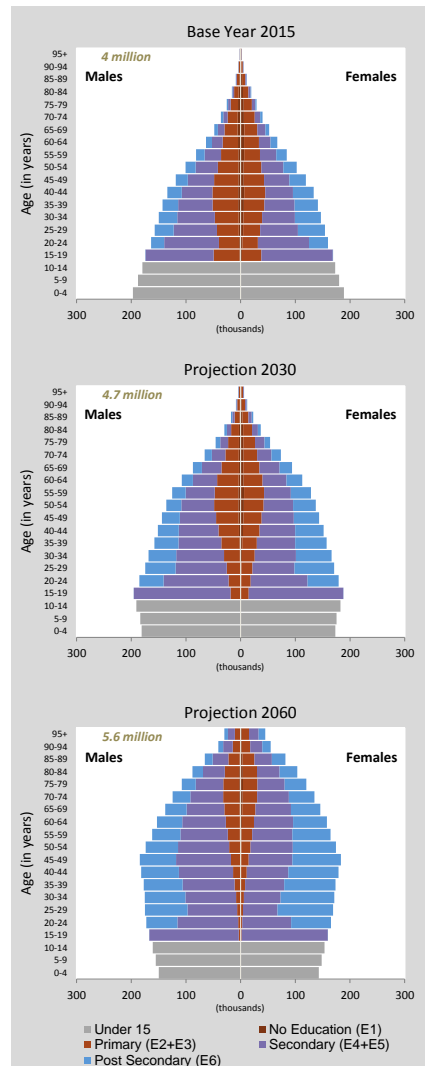 Base Year 2015
4 million
Males
Females
Age (in years)
95+
90-94
85-89
80-84
75-79
70-74
65-69
60-64
55-59
50-54
45-49
40-44
35-39
30-34
25-29
20-24
15-19
10-14
5-9
0-4
300 200 100 0 100 200 300
(thousands)
Projection 2030
4.7 million
Males
Females
Age (in years)
95+
90-94
85-89
80-84
75-79
70-74
65-69
60-64
55-59
50-54
45-49
40-44
35-39
30-34
25-29
20-24
15-19
10-14
5-9
0-4
300 200 100 0 100 200 300
(thousands)
Projection 2060
5.6 million
Males
Females
Age (in years)
95+
90-94
85-89
80-84
75-79
70-74
65-69
60-64
55-59
50-54
45-49
40-44
35-39
30-34
25-29
20-24
15-19
10-14
5-9
0-4
300 200 100 0 100 200 300
(thousands)
Under 15 No Education (E1)
Primary (E2+E3) Secondary (E4+E5)
Post Secondary (E6)